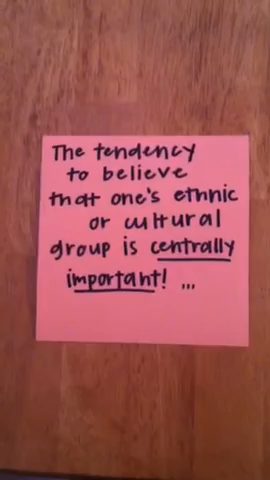 The tendency
to believe
that one's ethnic
or cultural
group is centrally
important! ...